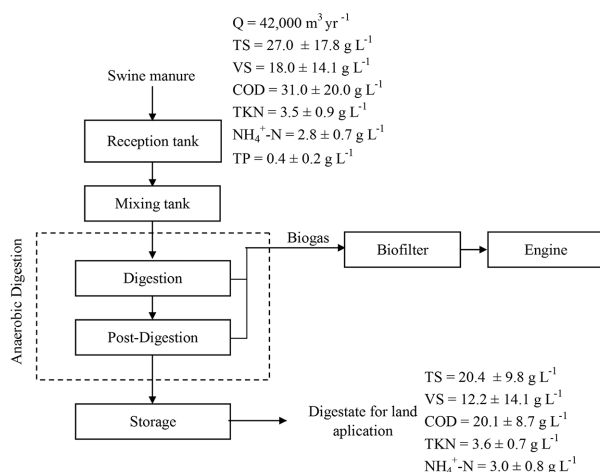 Q = 42,000 m³ yr⁻¹
TS = 27.0 ± 17.8 g L⁻¹
VS = 18.0 ± 14.1 g L⁻¹
COD = 31.0 ± 20.0 g L⁻¹
TKN = 3.5 ± 0.9 g L⁻¹
NH₄⁺-N = 2.8 ± 0.7 g L⁻¹
TP = 0.4 ± 0.2 g L⁻¹
Swine manure
Reception tank
Mixing tank
Anaerobic Digestion
Digestion
Post-Digestion
Biogas
Biofilter
Engine
Storage
Digestate for land
aplication
TS = 20.4 ± 9.8 g L⁻¹
VS = 12.2 ± 14.1 g L⁻¹
COD = 20.1 ± 8.7 g L⁻¹
TKN = 3.6 ± 0.7 g L⁻¹
NH₄⁺-N = 3.0 ± 0.8 g L⁻¹